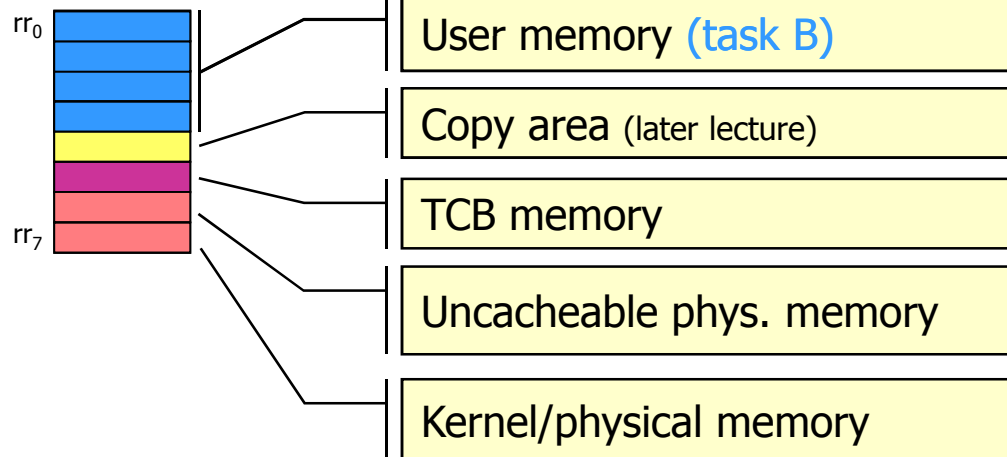 rr₀
User memory (task B)
Copy area (later lecture)
TCB memory
rr₇
Uncacheable phys. memory
Kernel/physical memory